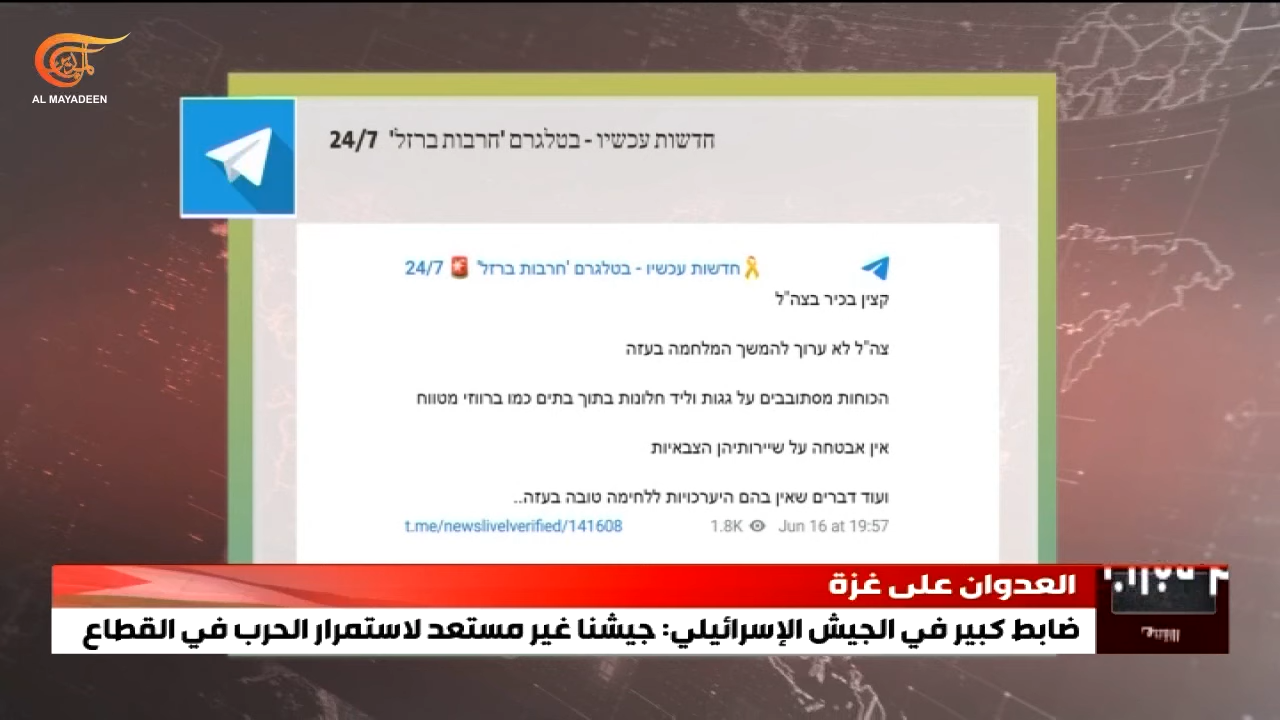 AL MAYADEEN
חדשות עכשיו - בטלגרם 'חרבות ברזל' 24/7
חדשות עכשיו - בטלגרם 'חרבות ברזל' 24/7
קצין בכיר בצה"ל
צה"ל לא ערוך להמשך המלחמה בעזה
הכוחות מסתובבים על גגות וליד חלונות בתוך בתים כמו ברווזי מטווח
אין אבטחה על שיירותיהן הצבאיות
ועוד דברים שאין בהם היערכויות ללחימה טובה בעזה..
t.me/newslivelverified/141608 1.8K Jun 16 at 19:57
العدوان على غزة
ضابط كبير في الجيش الإسرائيلي: جيشنا غير مستعد لاستمرار الحرب في القطاع